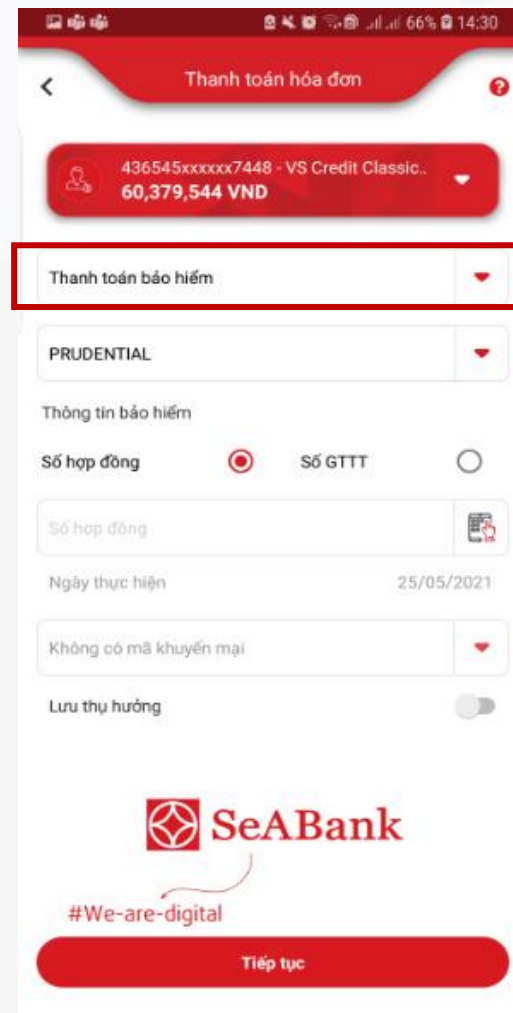 66% 14:30
Thanh toán hóa đơn
436545xxxxxx7448 - VS Credit Classic..
60,379,544 VND
Thanh toán bảo hiểm
PRUDENTIAL
Thông tin bảo hiểm
Số hợp đồng Số GTTT
Số hợp đồng
Ngày thực hiện 25/05/2021
Không có mã khuyến mại
Lưu thụ hưởng
SeABank
#We-are-digital
Tiếp tục